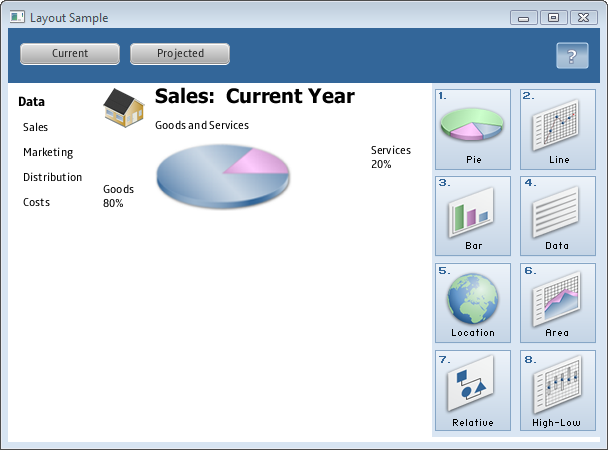 Layout Sample
Current
Projected
?
Data
Sales
Marketing
Distribution
Costs
Sales:  Current Year
Goods and Services
Goods
80%
Services
20%
1.
Pie
2.
Line
3.
Bar
4.
Data
5.
Location
6.
Area
7.
Relative
8.
High-Low